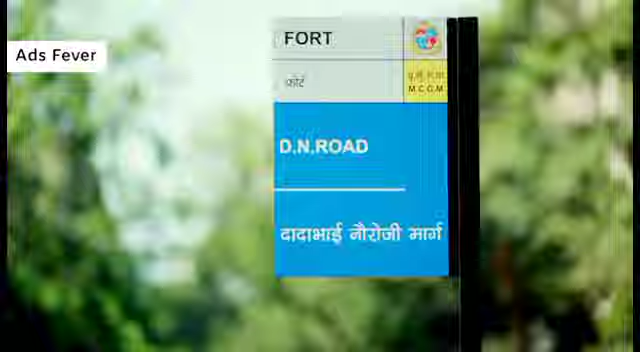 Ads Fever
FORT
फ़ोर्ट
M.C.G.M.
D.N.ROAD
दादाभाई नौरोजी मार्ग